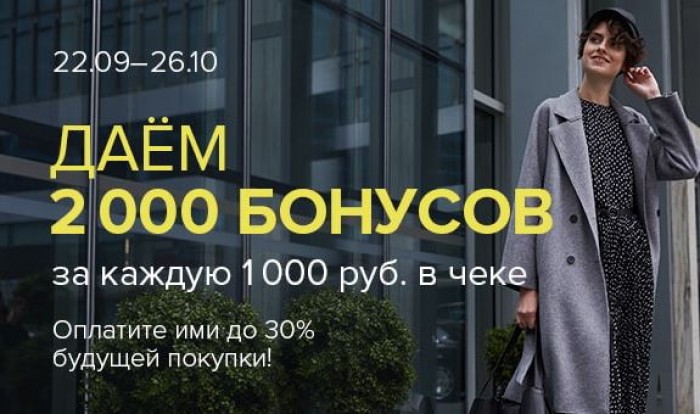 22.09–26.10
ДАЁМ
2 000 БОНУСОВ
за каждую 1 000 руб. в чеке
Оплатите ими до 30%
будущей покупки!